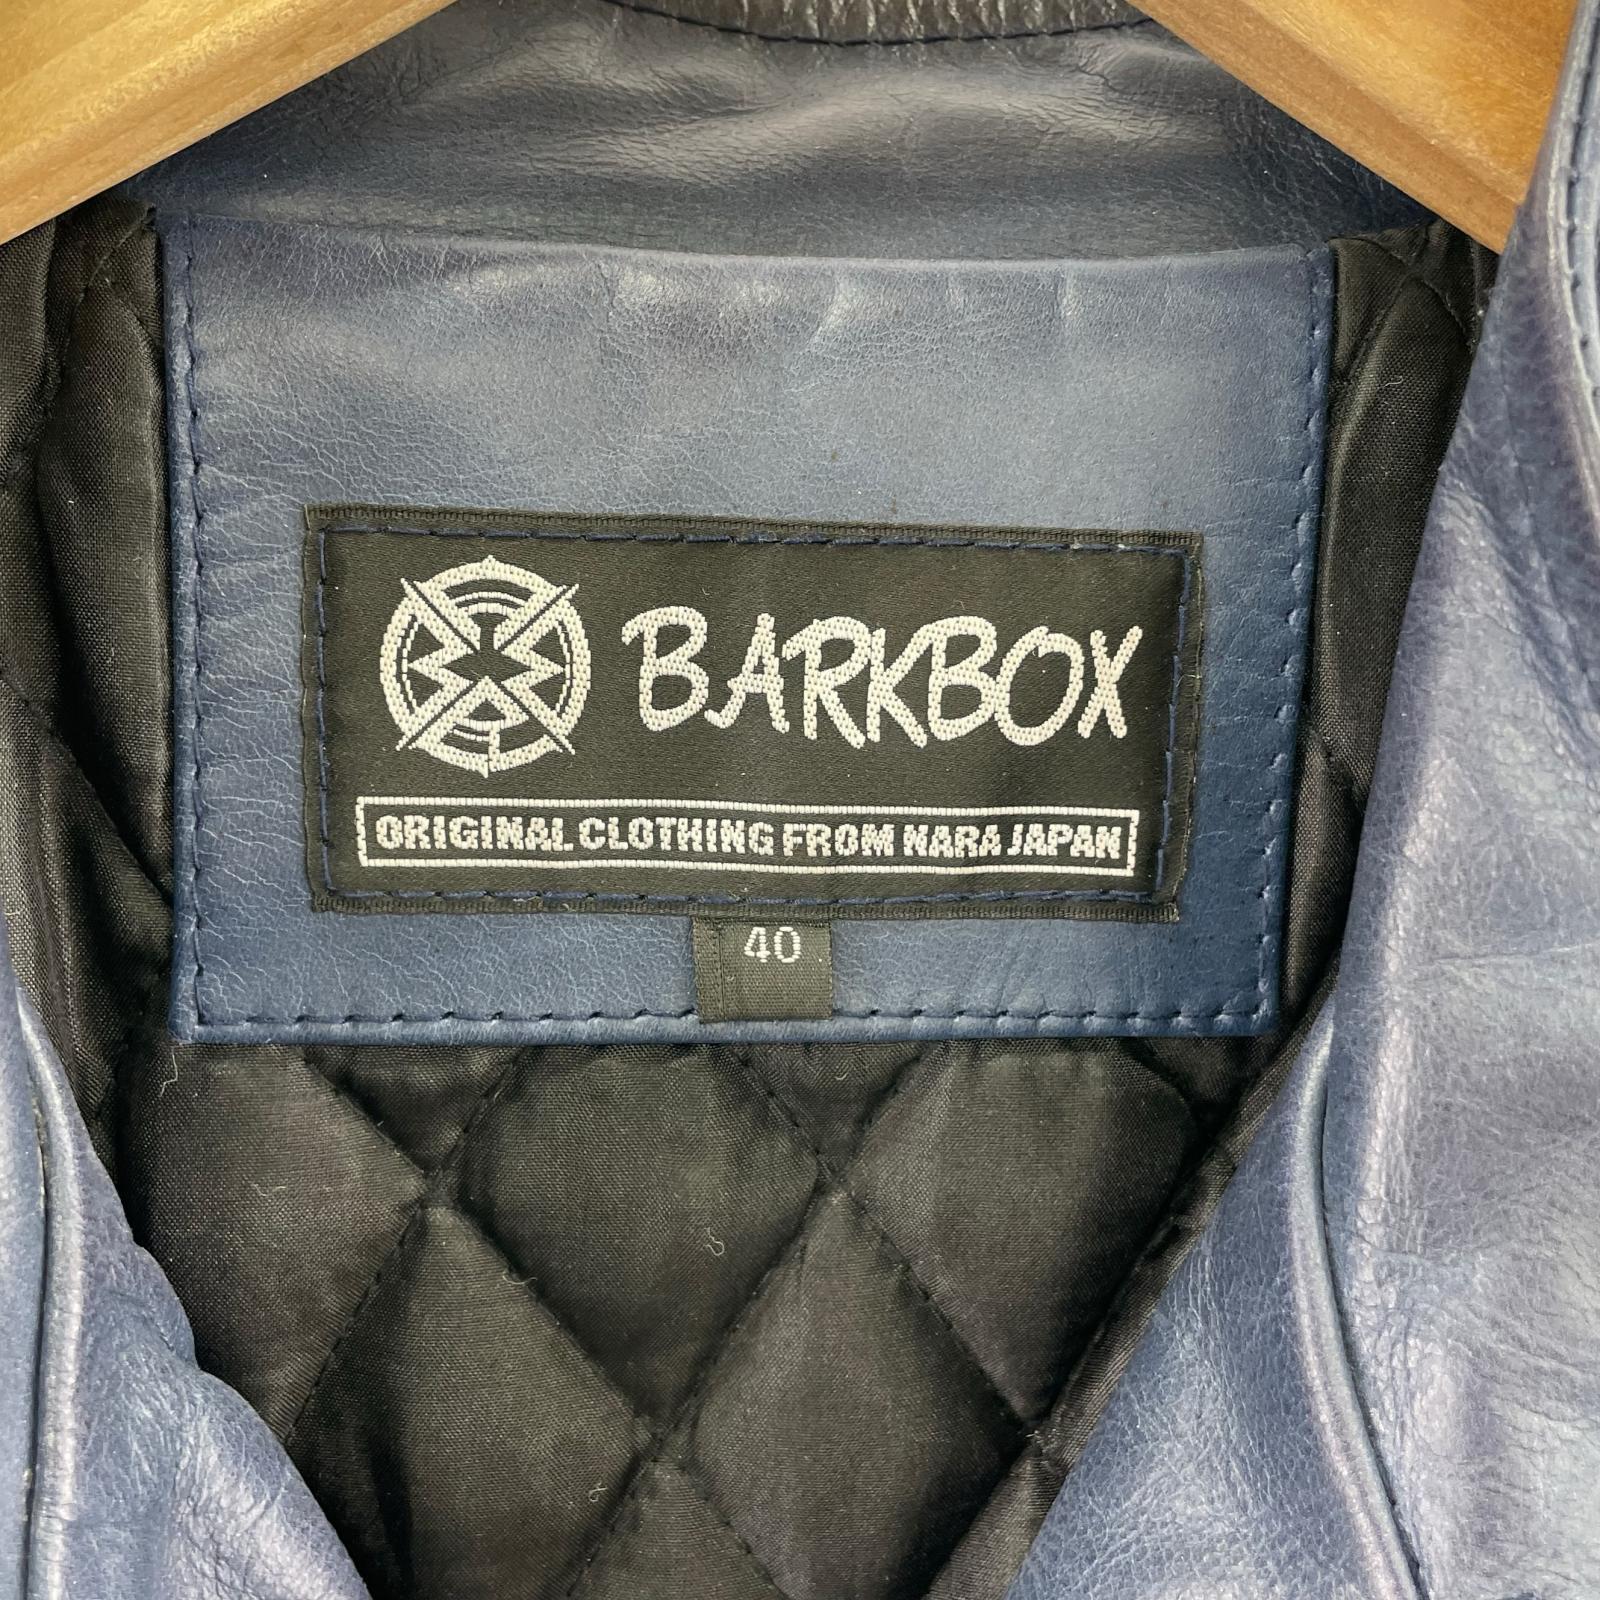 BARKBOX
ORIGINAL CLOTHING FROM NARA JAPAN
40